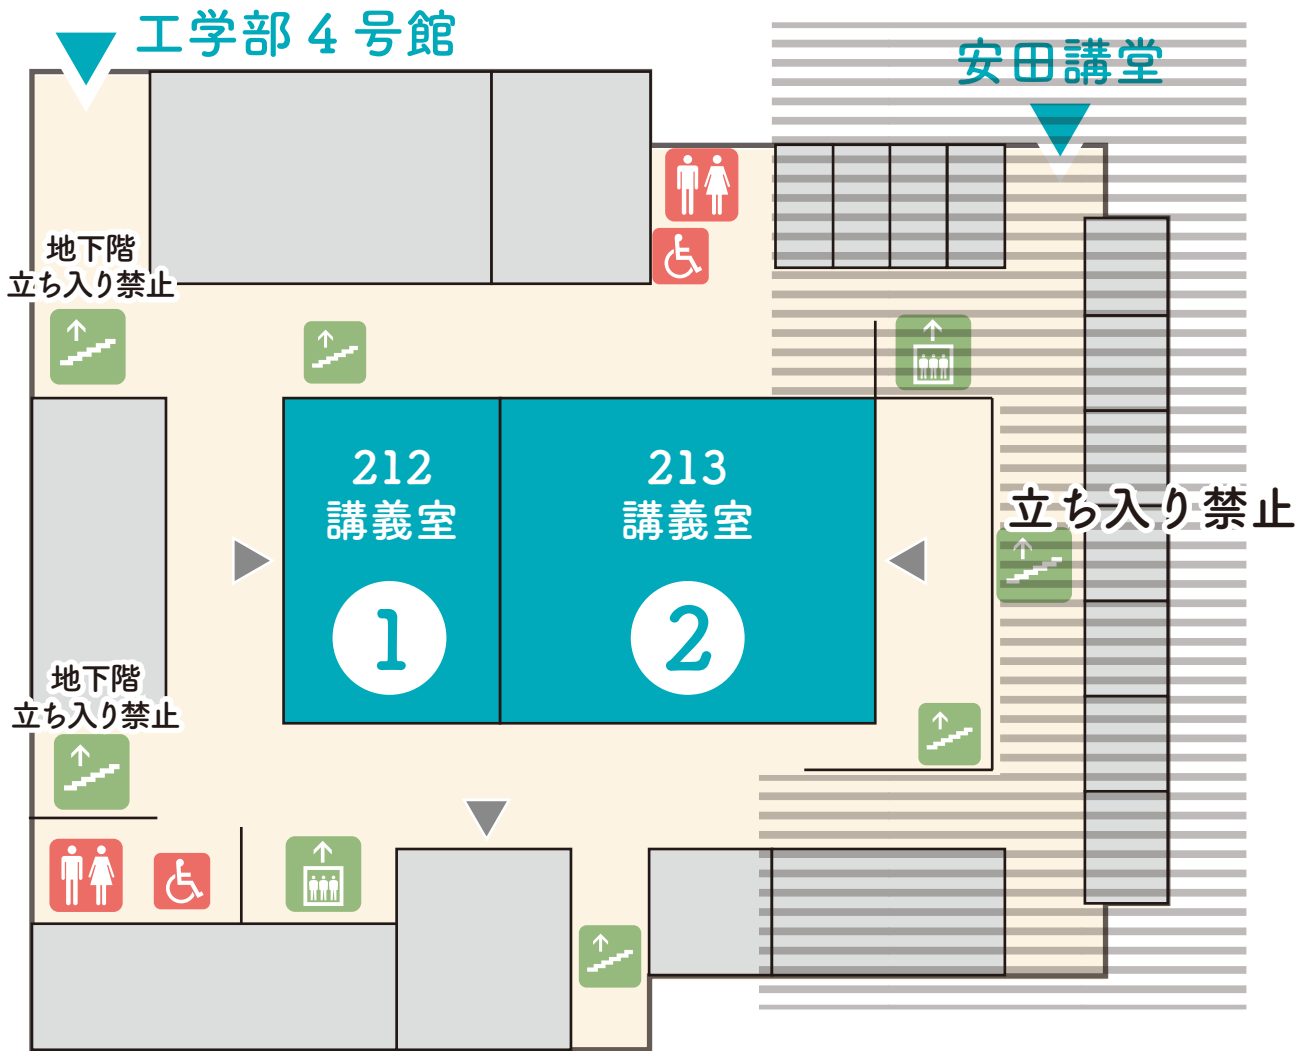 工学部 4 号館
安田講堂
地下階
立ち入り禁止
212
講義室
1
213
講義室
2
立ち入り禁止
地下階
立ち入り禁止